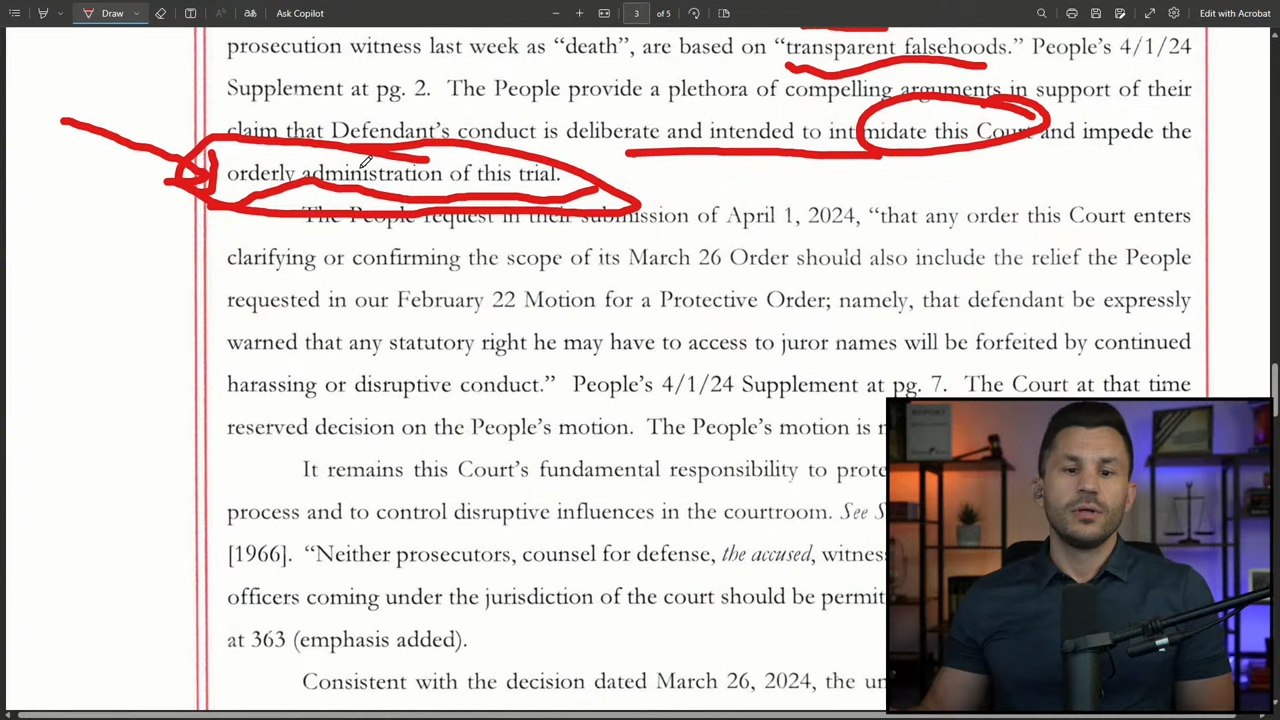 Draw
Ask Copilot
3 of 5
Edit with Acrobat
prosecution witness last week as “death”, are based on “transparent falsehoods.” People’s 4/1/24
Supplement at pg. 2. The People provide a plethora of compelling arguments in support of their
claim that Defendant’s conduct is deliberate and intended to intimidate this Court and impede the
orderly administration of this trial.
The People request in their submission of April 1, 2024, “that any order this Court enters
clarifying or confirming the scope of its March 26 Order should also include the relief the People
requested in our February 22 Motion for a Protective Order; namely, that defendant be expressly
warned that any statutory right he may have to access to juror names will be forfeited by continued
harassing or disruptive conduct.” People’s 4/1/24 Supplement at pg. 7. The Court at that time
reserved decision on the People’s motion. The People’s motion is
It remains this Court’s fundamental responsibility to
process and to control disruptive influences in the courtroom. See
[1966]. “Neither prosecutors, counsel for defense, the accused,
officers coming under the jurisdiction of the court should be
at 363 (emphasis added).
Consistent with the decision dated March 26, 2024, the